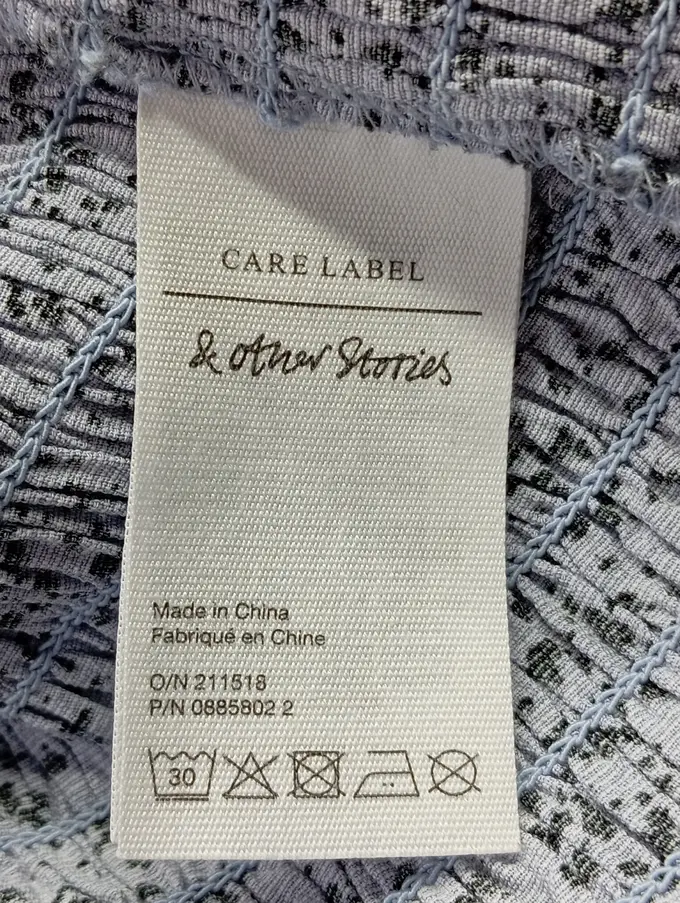 CARE LABEL
& other Stories
Made in China
Fabriqué en Chine
O/N 211518
P/N 0885802 2
30